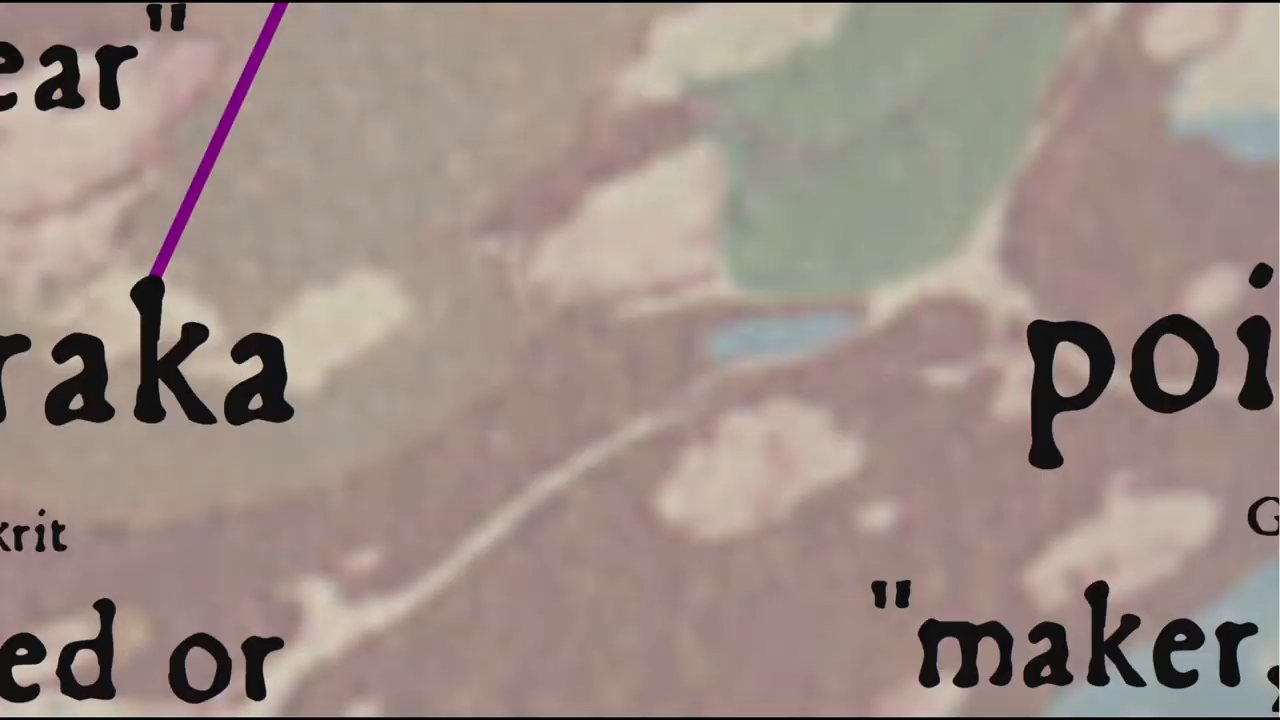 ear"
raka
poi
krit
G
ed or
"maker,